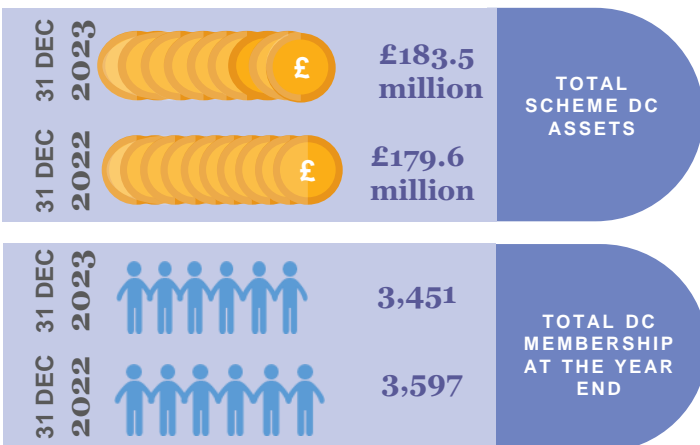 31 DEC
2023
£
£183.5
million
31 DEC
2022
£
£179.6
million
TOTAL
SCHEME DC
ASSETS
31 DEC
2023
3,451
31 DEC
2022
3,597
TOTAL DC
MEMBERSHIP
AT THE YEAR
END